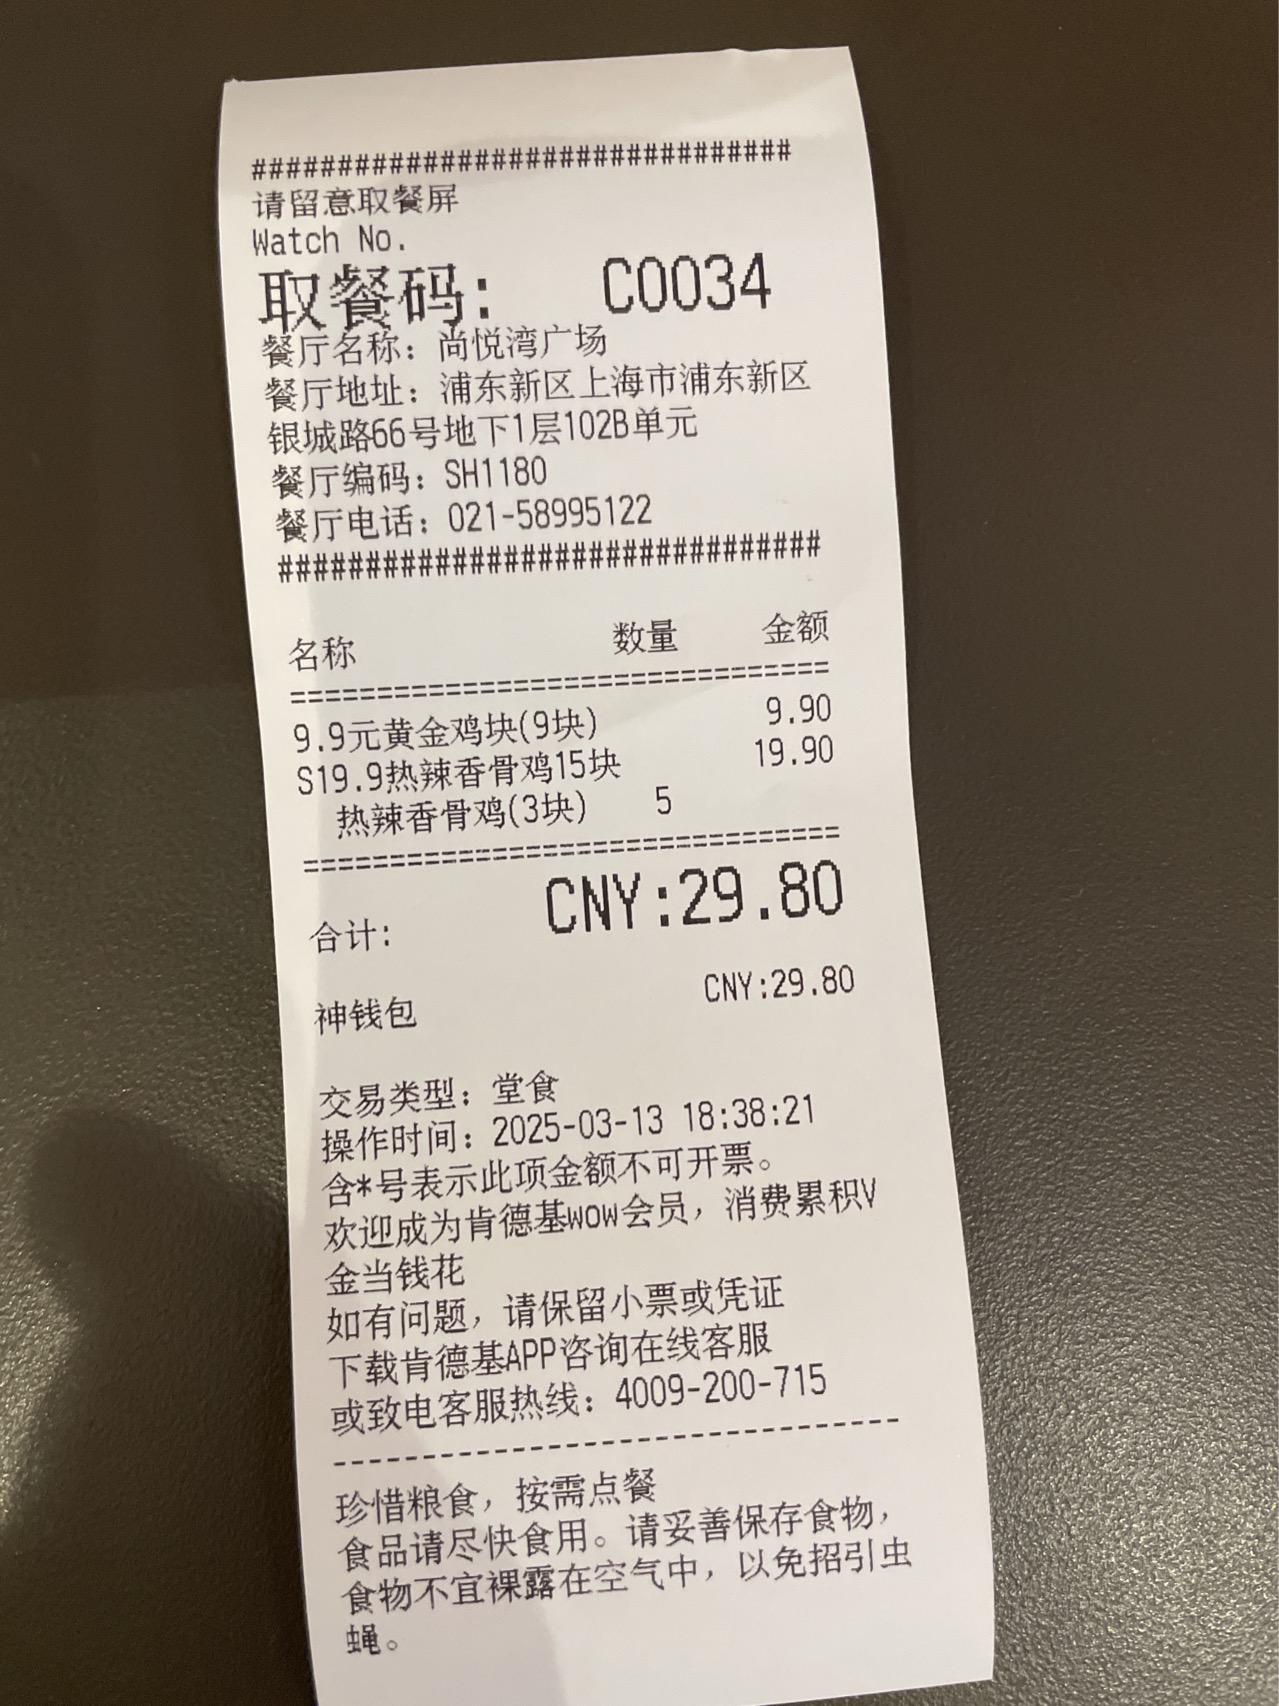 ###############################
请留意取餐屏
Watch No.
取餐码: C0034
餐厅名称: 尚悦湾广场
餐厅地址: 浦东新区上海市浦东新区
银城路66号地下1层102B单元
餐厅编码: SH1180
餐厅电话: 021-58995122
###############################
名称 数量 金额
===============================
9.9元黄金鸡块(9块) 9.90
S19.9热辣香骨鸡15块 19.90
热辣香骨鸡(3块) 5
===============================
合计: CNY:29.80
神钱包 CNY:29.80
交易类型: 堂食
操作时间: 2025-03-13 18:38:21
含*号表示此项金额不可开票。
欢迎成为肯德基wow会员，消费累积V
金当钱花
如有问题，请保留小票或凭证
下载肯德基APP咨询在线客服
或致电客服热线: 4009-200-715
--------------------------------
珍惜粮食，按需点餐
食品请尽快食用。请妥善保存食物，
食物不宜裸露在空气中，以免招引虫
蝇。